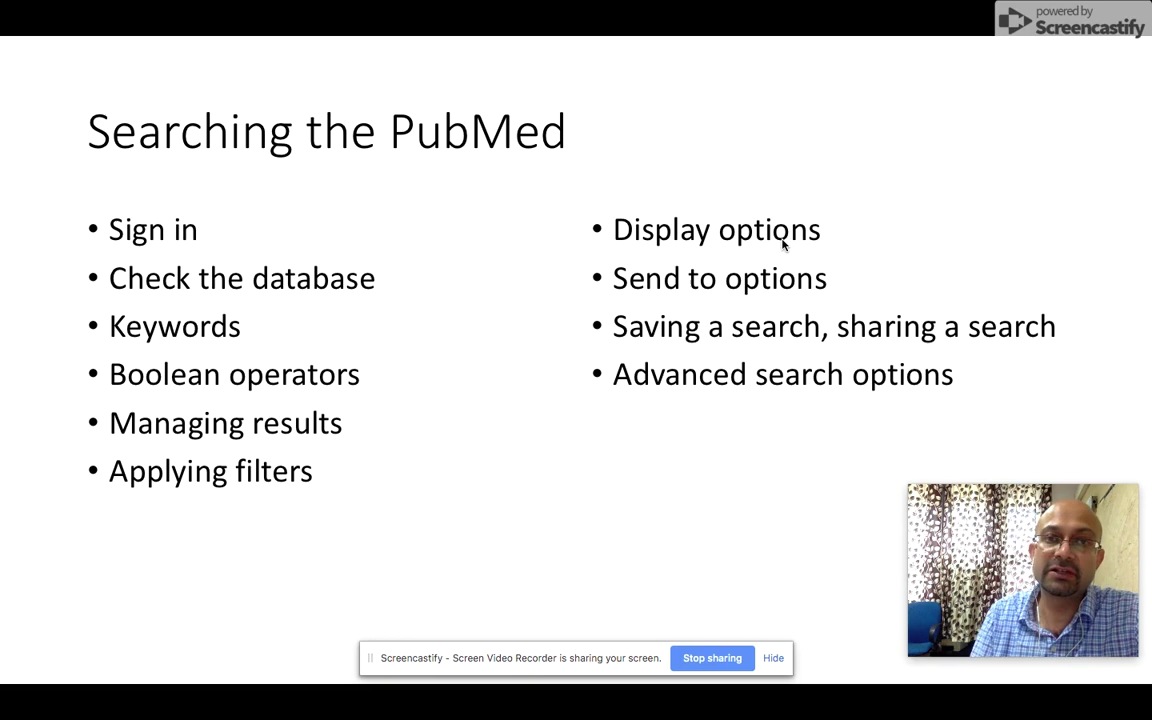 powered by
Screencastify
Searching the PubMed
• Sign in
• Check the database
• Keywords
• Boolean operators
• Managing results
• Applying filters
• Display options
• Send to options
• Saving a search, sharing a search
• Advanced search options
Screencastify - Screen Video Recorder is sharing your screen. Stop sharing Hide